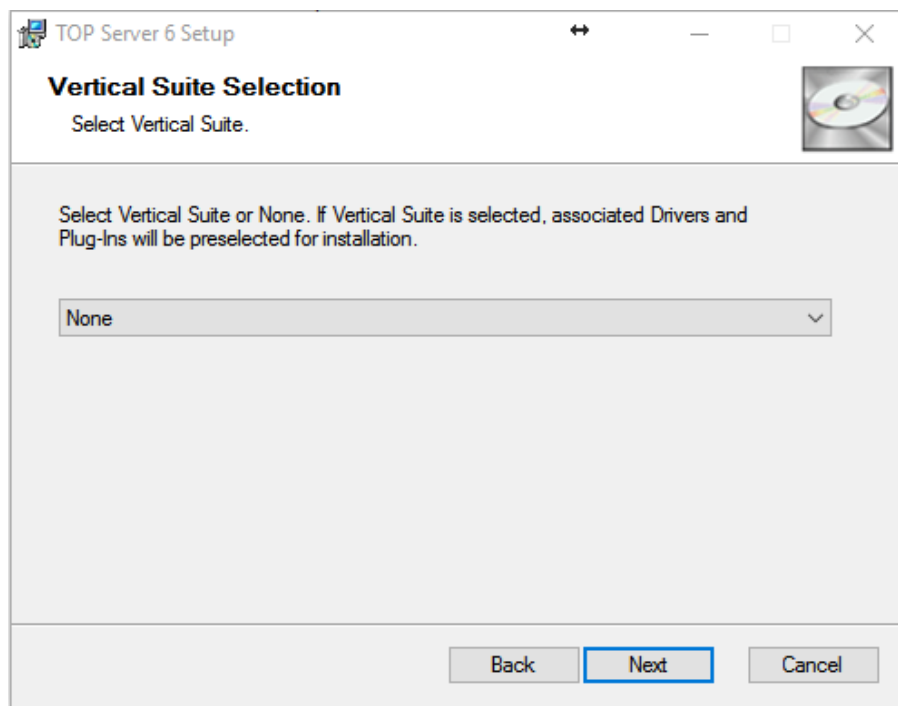 TOP Server 6 Setup
Vertical Suite Selection
Select Vertical Suite.
Select Vertical Suite or None. If Vertical Suite is selected, associated Drivers and
Plug-Ins will be preselected for installation.
None
Back Next Cancel